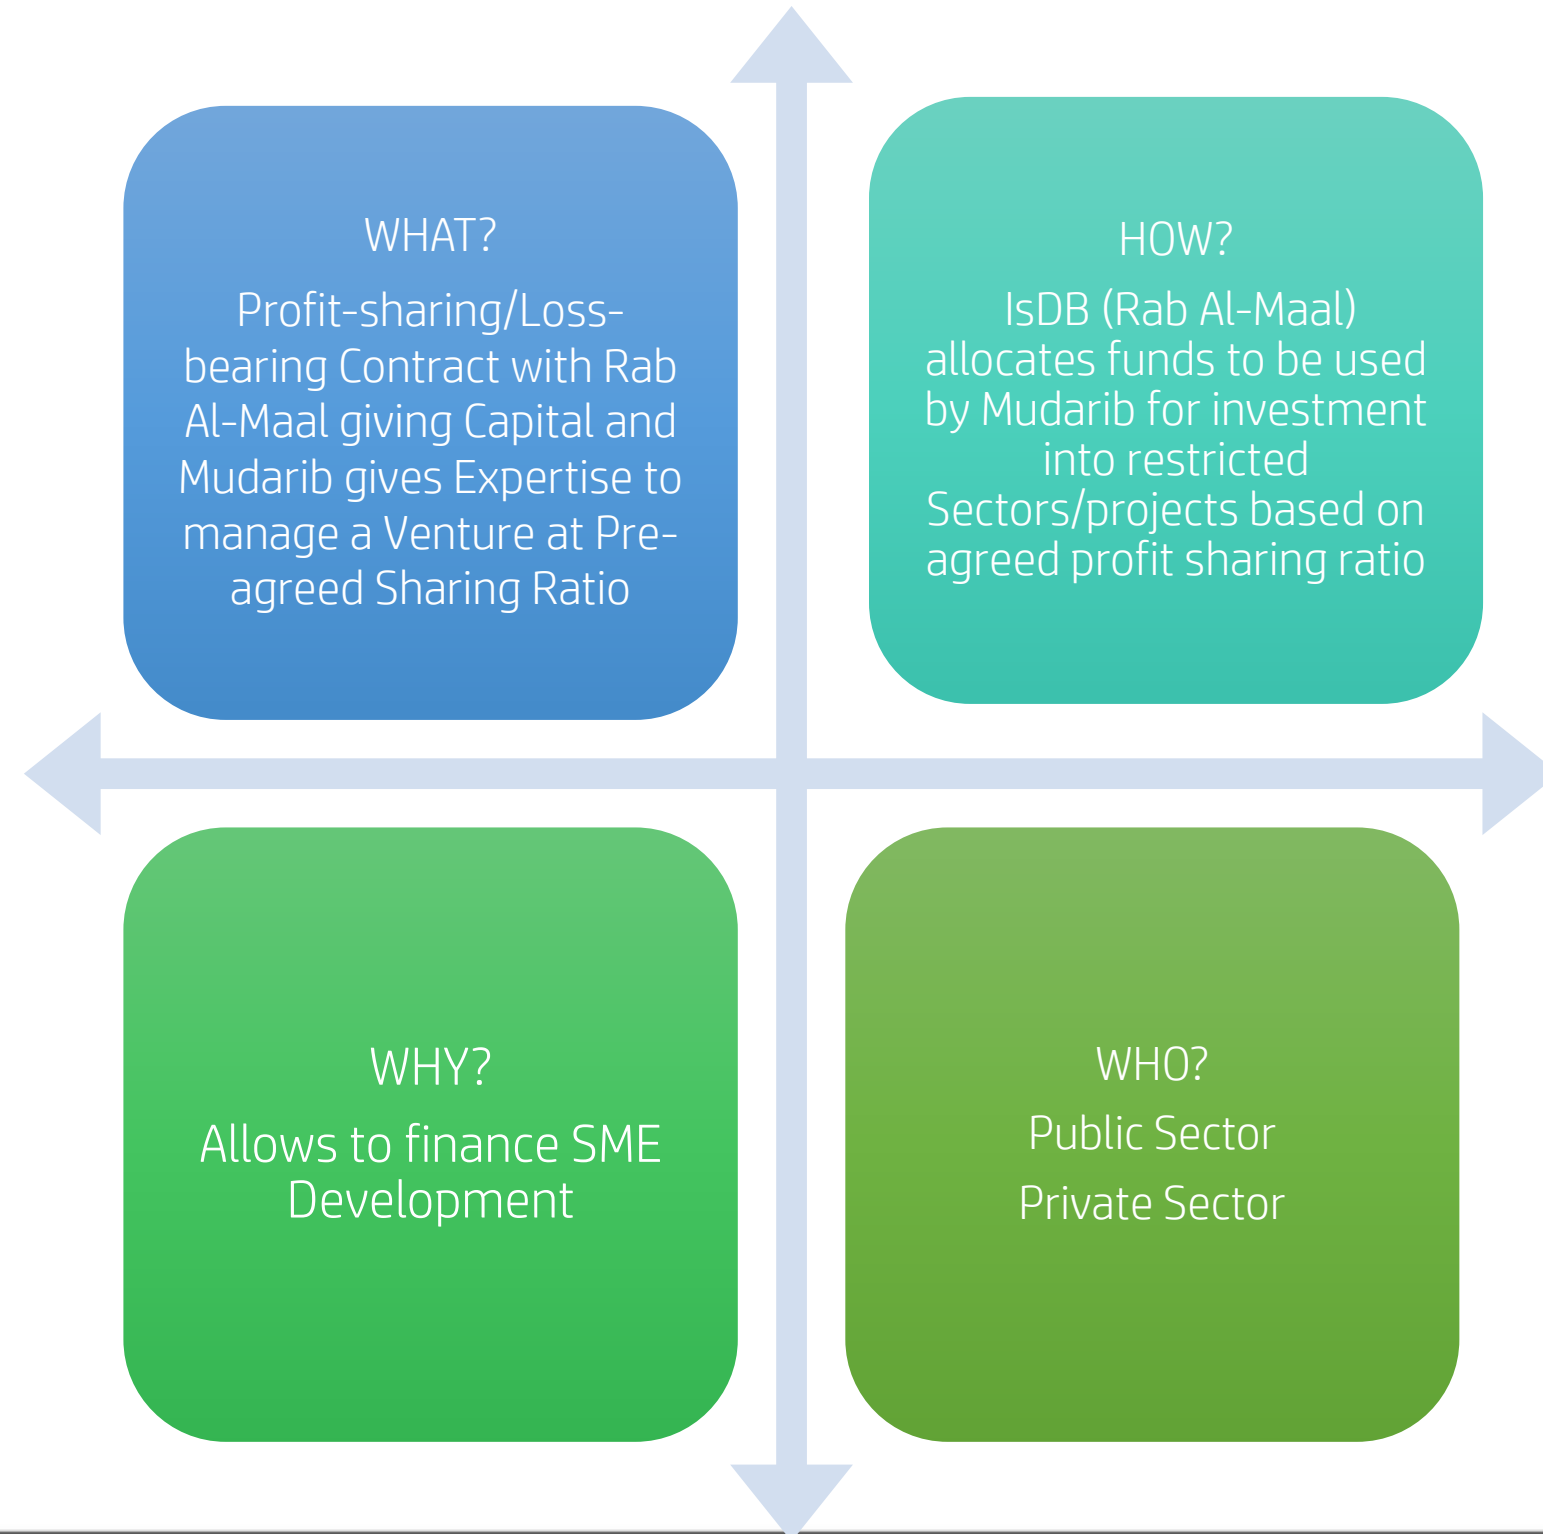 WHAT?
Profit-sharing/Loss-
bearing Contract with Rab
Al-Maal giving Capital and
Mudarib gives Expertise to
manage a Venture at Pre-
agreed Sharing Ratio
HOW?
IsDB (Rab Al-Maal)
allocates funds to be used
by Mudarib for investment
into restricted
Sectors/projects based on
agreed profit sharing ratio
WHY?
Allows to finance SME
Development
WHO?
Public Sector
Private Sector